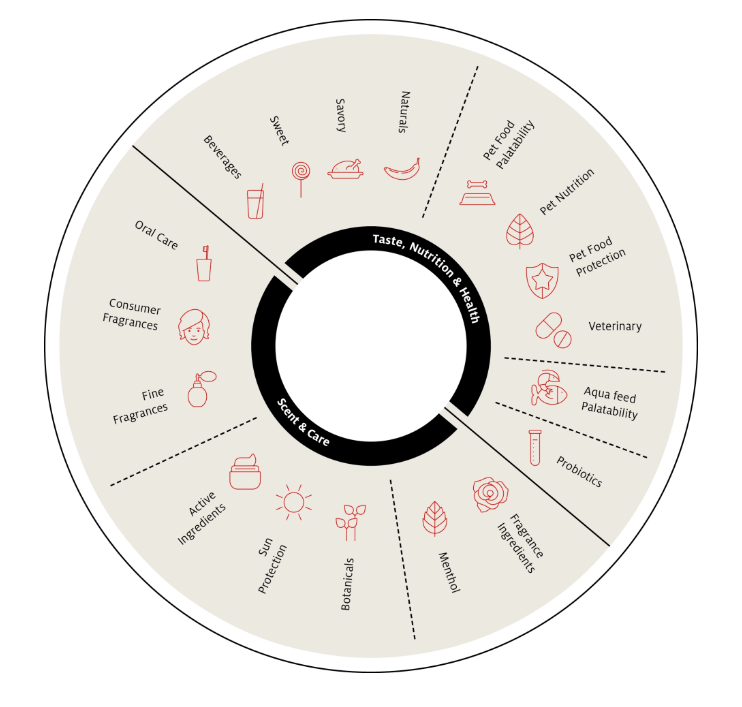 Taste, Nutrition & Health
Beverages
Sweet
Savory
Naturals
Pet Food
Palatability
Pet Nutrition
Pet Food
Protection
Veterinary
Aqua feed
Palatability
Probiotics
Scent & Care
Fragrance
Ingredients
Menthol
Botanicals
Sun
Protection
Active
Ingredients
Fine
Fragrances
Consumer
Fragrances
Oral Care